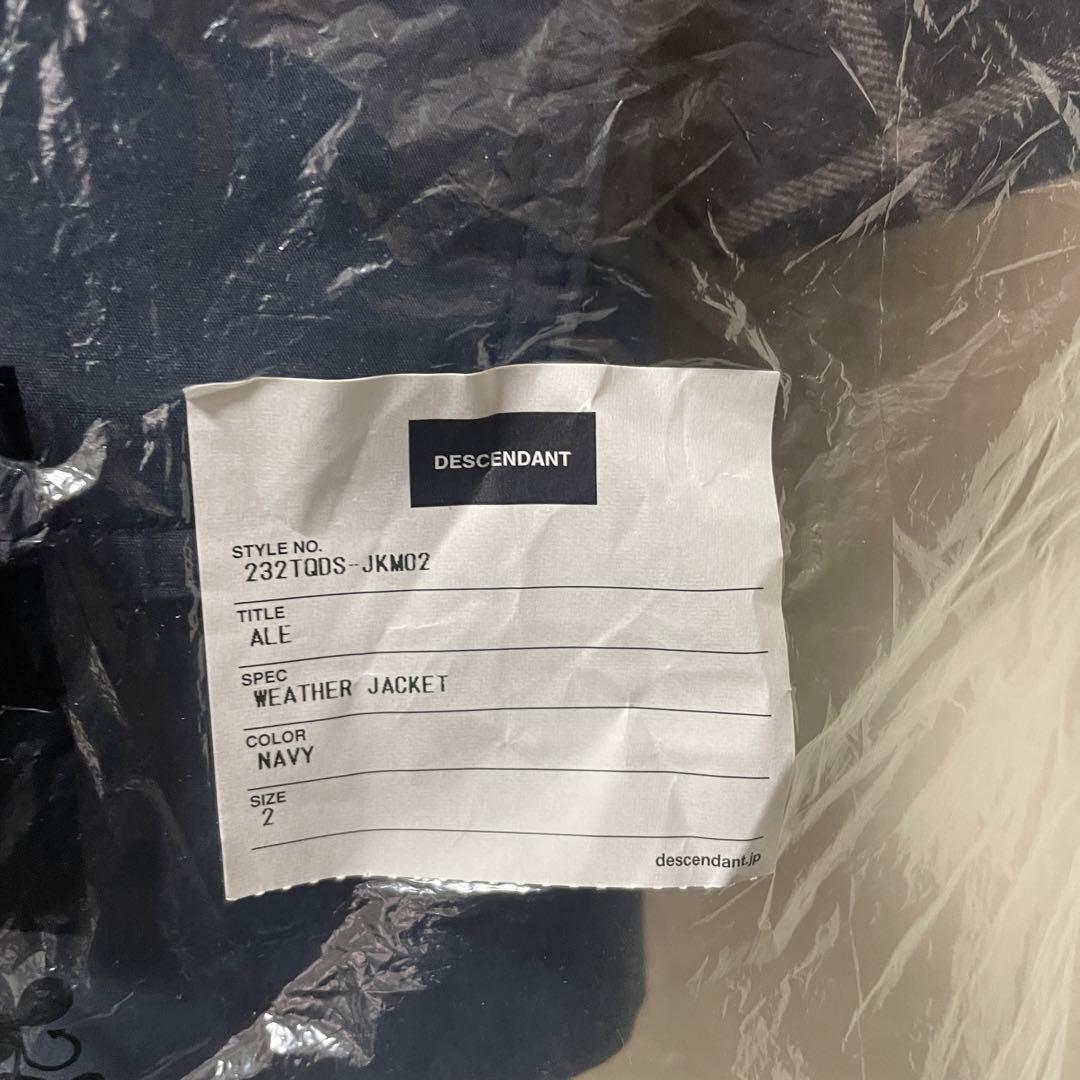 DESCENDANT
STYLE NO.
232TQDS-JKM02
TITLE
ALE
SPEC
WEATHER JACKET
COLOR
NAVY
SIZE
2
descendant.jp